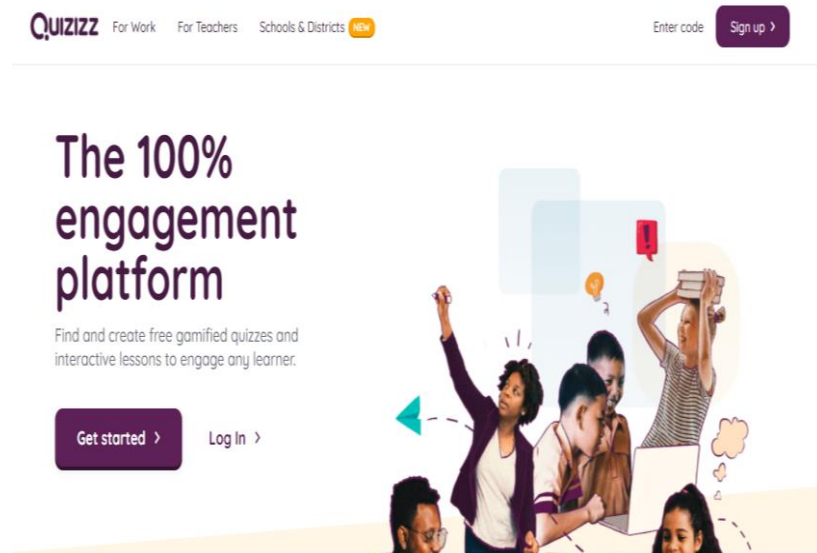 Quizizz For Work For Teachers Schools & Districts NEW Enter code Sign up
The 100%
engagement
platform
Find and create free gamified quizzes and
interactive lessons to engage any learner.
Get started Log In